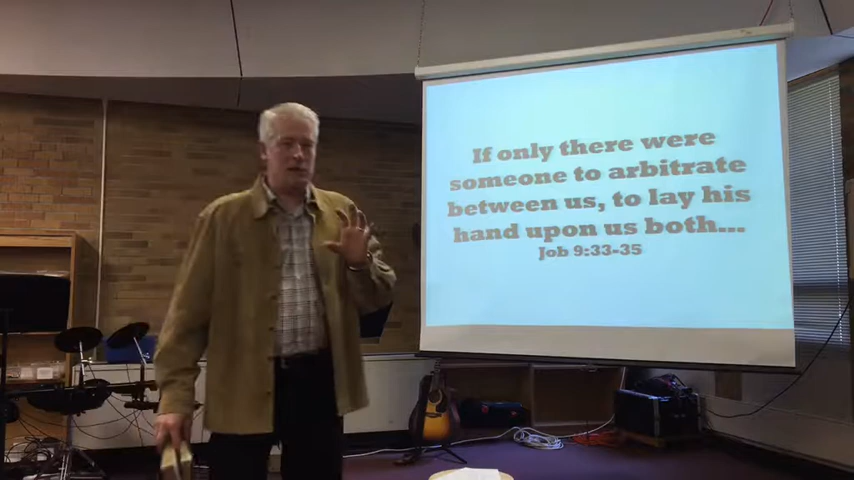 If only there were
someone to arbitrate
between us, to lay his
hand upon us both....
Job 9:33-35